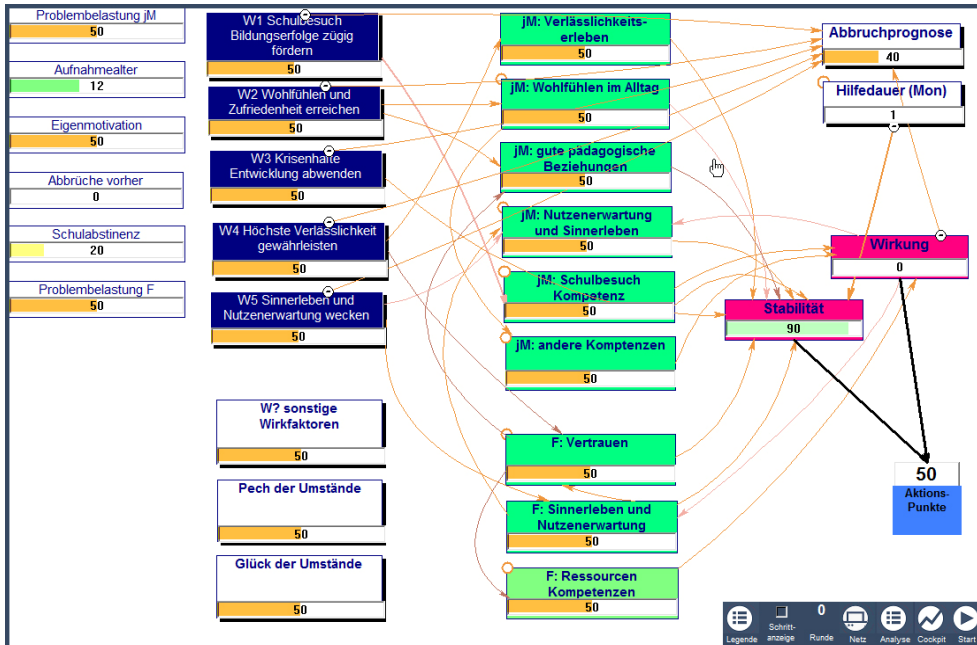 Problembelastung jM
50
Aufnahmealter
12
Eigenmotivation
50
Abbrüche vorher
0
Schulabstinenz
20
Problembelastung F
50
W1 Schulbesuch
Bildungserfolge zügig
fördern
50
W2 Wohlfühlen und
Zufriedenheit erreichen
50
W3 Krisenhafte
Entwicklung abwenden
50
W4 Höchste Verlässlichkeit
gewährleisten
50
W5 Sinnerleben und
Nutzenerwartung wecken
50
W? sonstige
Wirkfaktoren
50
Pech der Umstände
50
Glück der Umstände
50
jM: Verlässlichkeits-
erleben
50
jM: Wohlfühlen im Alltag
50
jM: gute pädagogische
Beziehungen
50
jM: Nutzenerwartung
und Sinnerleben
50
jM: Schulbesuch
Kompetenz
50
jM: andere Komptenzen
50
F: Vertrauen
50
F: Sinnerleben und
Nutzenerwartung
50
F: Ressourcen
Kompetenzen
50
Abbruchprognose
40
Hilfedauer (Mon)
1
Wirkung
0
Stabilität
90
50
Aktions-
Punkte
Legende
Schritt-
anzeige
0
Runde
Netz
Analyse
Cockpit
Start